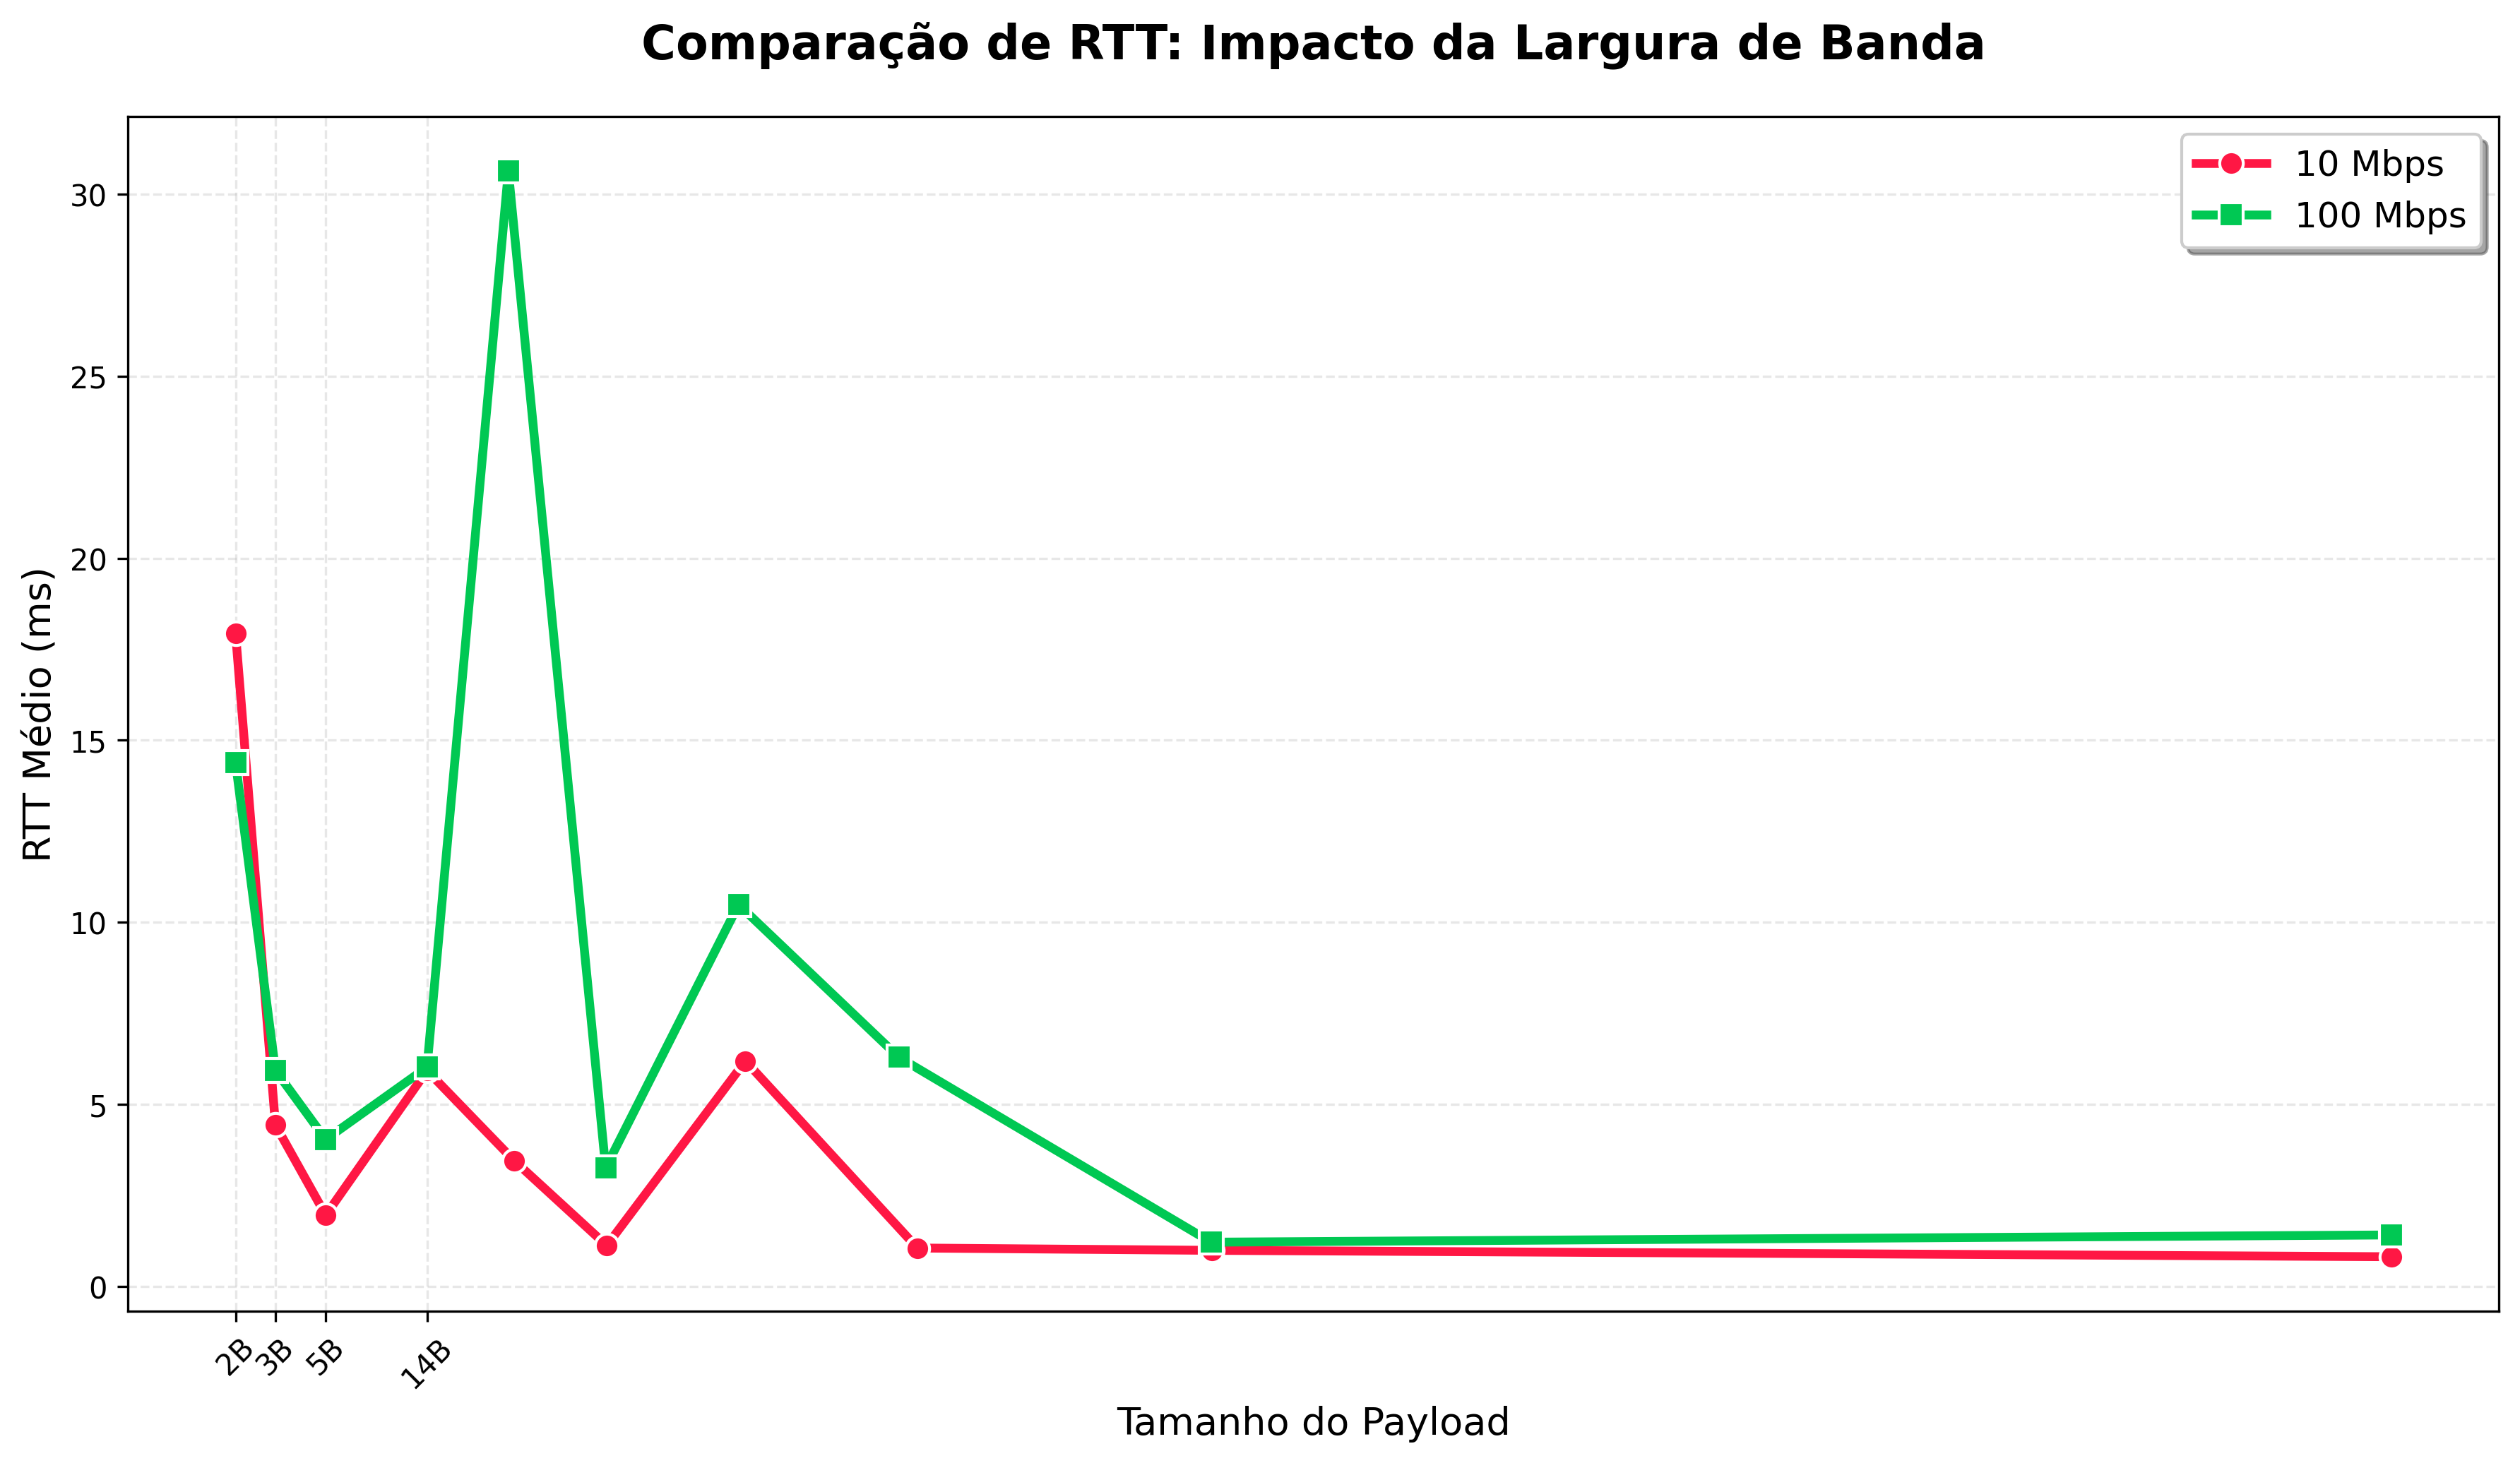 Comparação de RTT: Impacto da Largura de Banda
10 Mbps
100 Mbps
RTT Médio (ms)
30
25
20
15
10
5
0
2B
3B
5B
14B
Tamanho do Payload